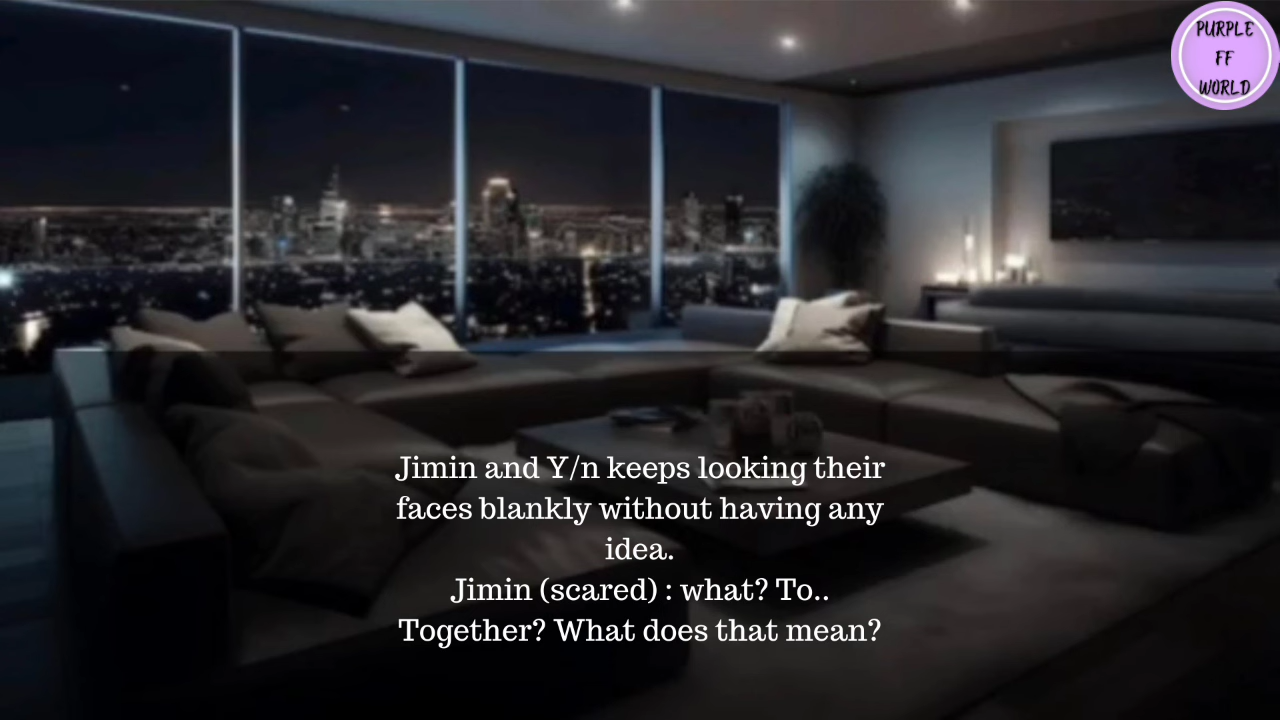 PURPLE
FF
WORLD
Jimin and Y/n keeps looking their
faces blankly without having any
idea.
Jimin (scared) : what? To..
Together? What does that mean?